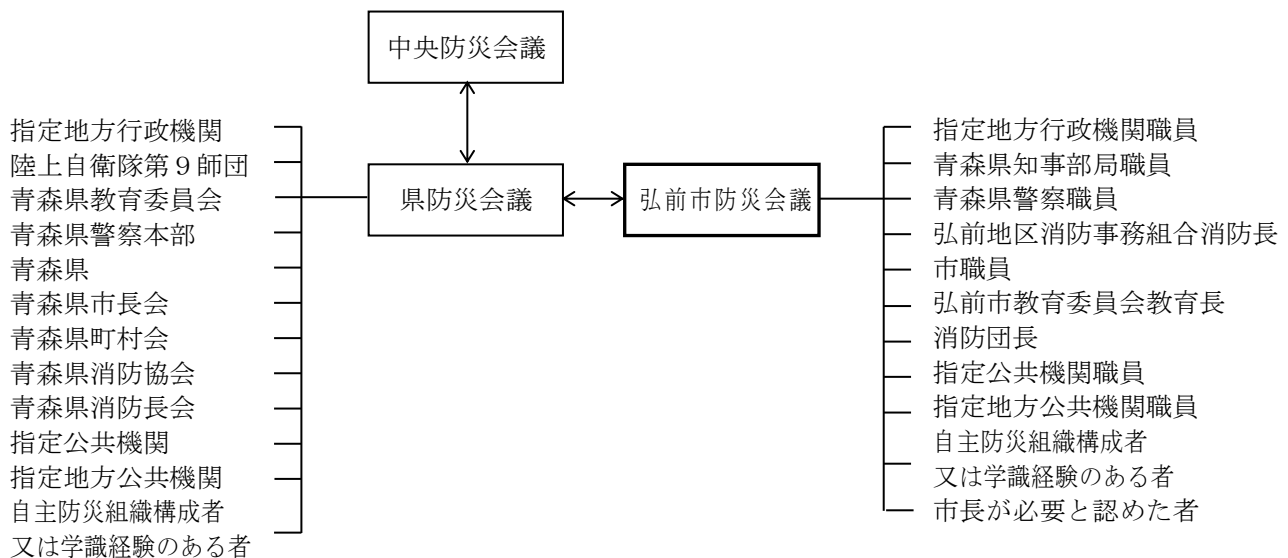 中央防災会議
指定地方行政機関
陸上自衛隊第９師団
青森県教育委員会
青森県警察本部
青森県
青森県市長会
青森県町村会
青森県消防協会
青森県消防長会
指定公共機関
指定地方公共機関
自主防災組織構成者
又は学識経験のある者
県防災会議
弘前市防災会議
指定地方行政機関職員
青森県知事部局職員
青森県警察職員
弘前地区消防事務組合消防長
市職員
弘前市教育委員会教育長
消防団長
指定公共機関職員
指定地方公共機関職員
自主防災組織構成者
又は学識経験のある者
市長が必要と認めた者